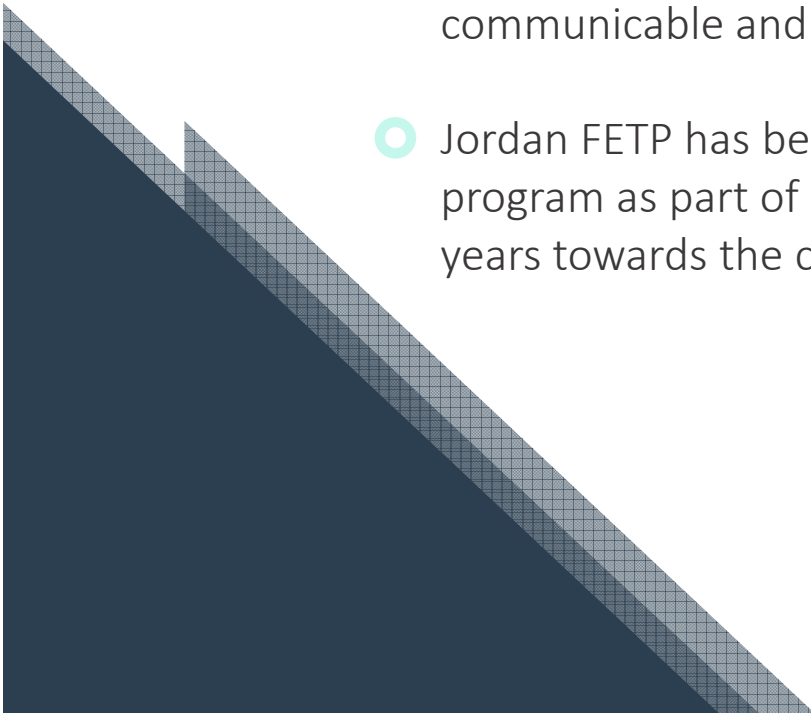 communicable and
Jordan FETP has be
program as part of
years towards the c